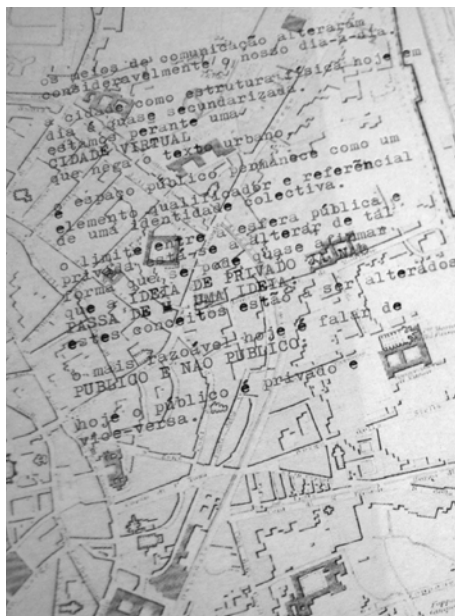 os meios de comunicação alteraram
consideravelmente o nosso dia-a-dia.
a cidade como estrutura física hoje em
dia é quase secundarizada.
estamos perante uma
CIDADE VIRTUAL
que nega o texto urbano.
o espaço público permanece como um
elemento qualificador e referêncial
de uma identidade colectiva.
o limite entre a esfera pública e
privada está-se a alterar de tal
forma que se pode quase afirmar
que a IDEIA DE PRIVADO
PASSA DE UMA IDEIA.
estes conceitos estão a ser alterados
o mais razoável hoje é falar de
PUBLICO E NÃO PUBLICO.
hoje o público é privado e
vice-versa.